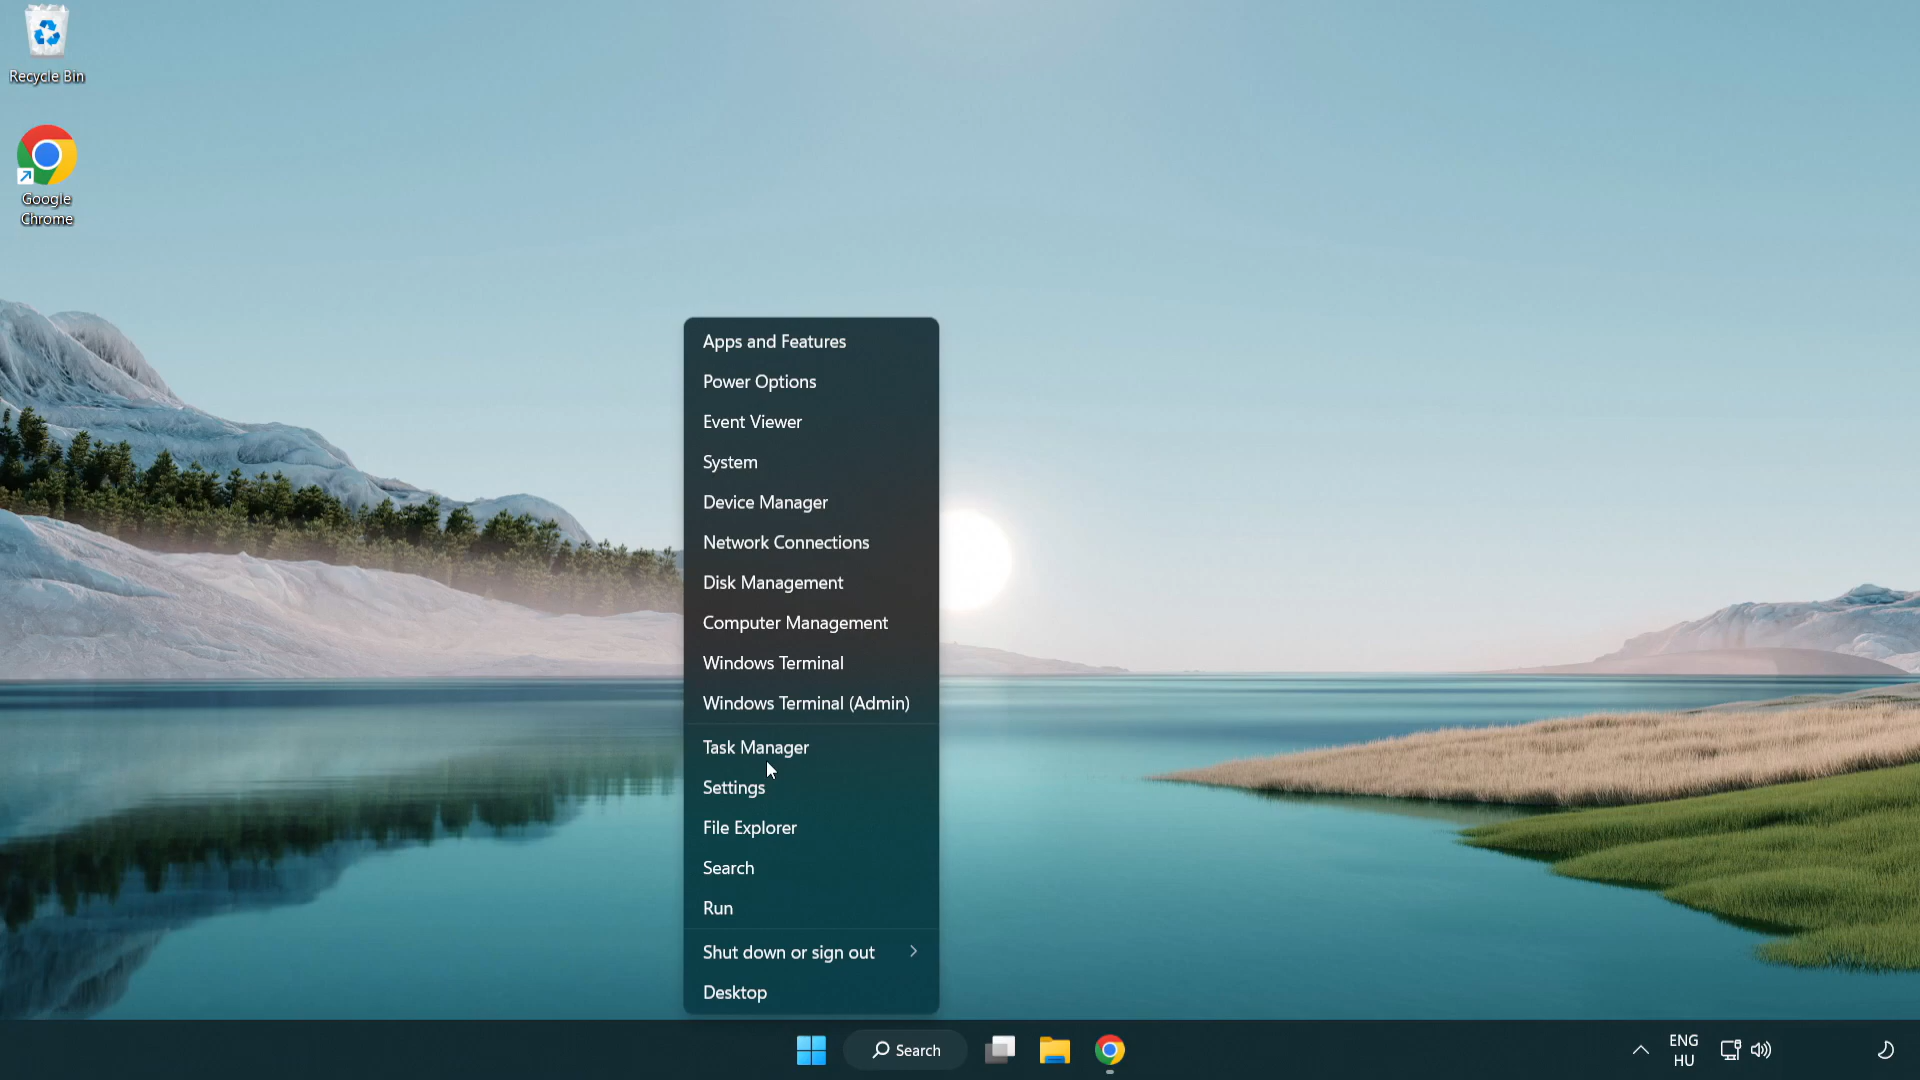 Recycle Bin
Google
Chrome
Apps and Features
Power Options
Event Viewer
System
Device Manager
Network Connections
Disk Management
Computer Management
Windows Terminal
Windows Terminal (Admin)
Task Manager
Settings
File Explorer
Search
Run
Shut down or sign out
Desktop
Search
ENG
HU